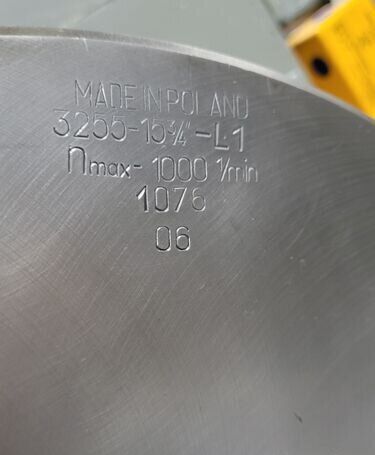 MADE IN POLAND
3255-15¾"-L1
nmax- 1000 1/min
1076
06